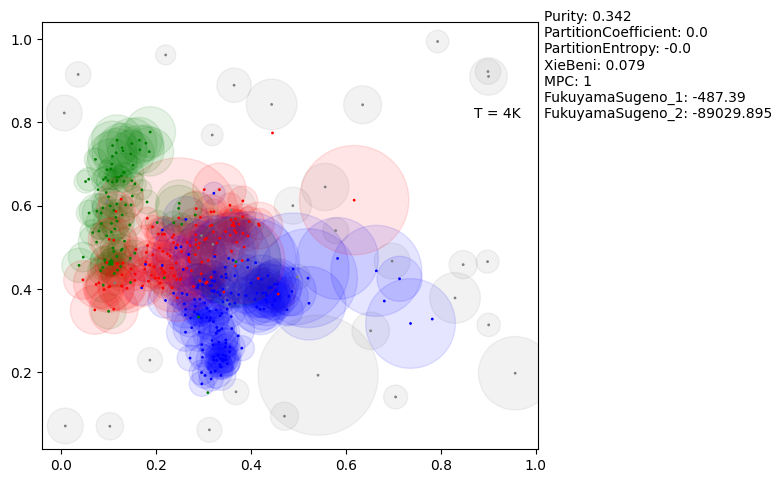 Purity: 0.342
PartitionCoefficient: 0.0
PartitionEntropy: -0.0
XieBeni: 0.079
MPC: 1
FukuyamaSugeno_1: -487.39
FukuyamaSugeno_2: -89029.895
T = 4K
1.0
0.8
0.6
0.4
0.2
0.0 0.2 0.4 0.6 0.8 1.0